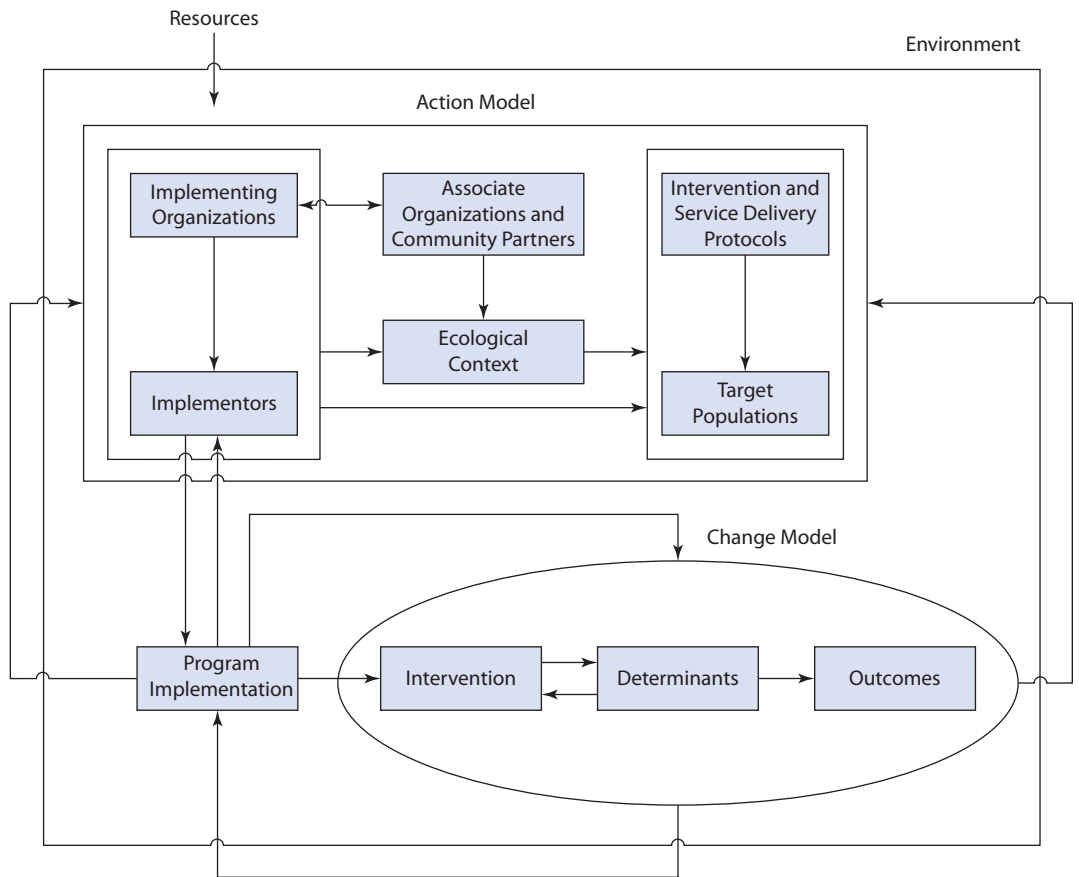 Resources
Environment
Action Model
Implementing
Organizations
Associate
Organizations and
Community Partners
Intervention and
Service Delivery
Protocols
Ecological
Context
Implementors
Target
Populations
Change Model
Program
Implementation
Intervention
Determinants
Outcomes